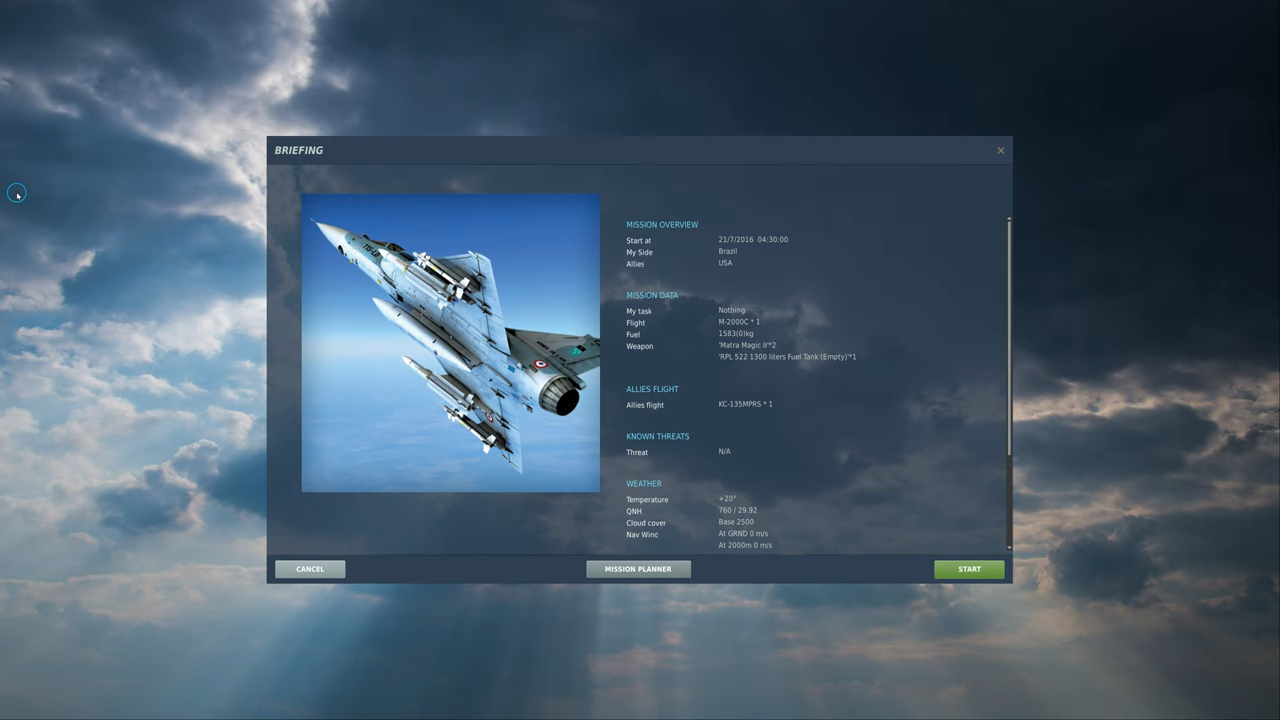 BRIEFING
MISSION OVERVIEW
Start at 21/7/2016 04:30:00
My Side Brazil
Allies USA
MISSION DATA
My task Nothing
Flight M-2000C * 1
Fuel 1583(0)kg
Weapon 'Matra Magic II'*2
'RPL 522 1300 liters Fuel Tank (Empty)'*1
ALLIES FLIGHT
Allies flight KC-135MPRS * 1
KNOWN THREATS
Threat N/A
WEATHER
Temperature +20°
QNH 760 / 29.92
Cloud cover Base 2500
Nav Wind At GRND 0 m/s
At 2000m 0 m/s
CANCEL MISSION PLANNER START